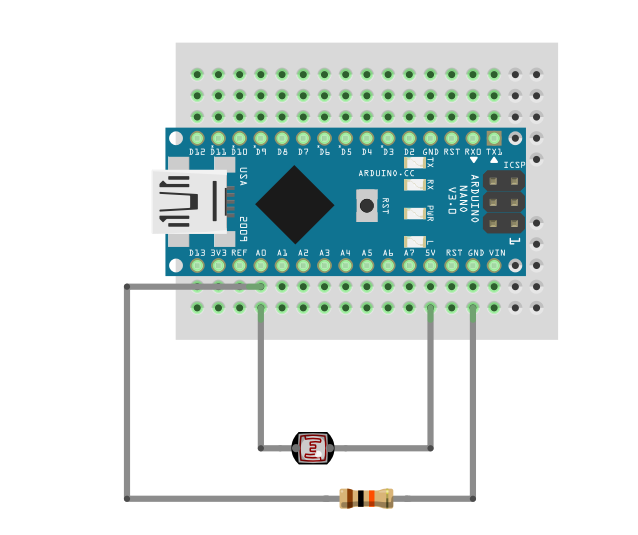 D12 D11 D10 D9 D8 D7 D6 D5 D4 D3 D2 GND RST RX0 TX1
USA
ARDUINO.CC
TX
RX
PWR
L
RST
ICSP
ARDUINO
NANO
V3.0
1
2009
D13 3V3 REF A0 A1 A2 A3 A4 A5 A6 A7 5V RST GND VIN